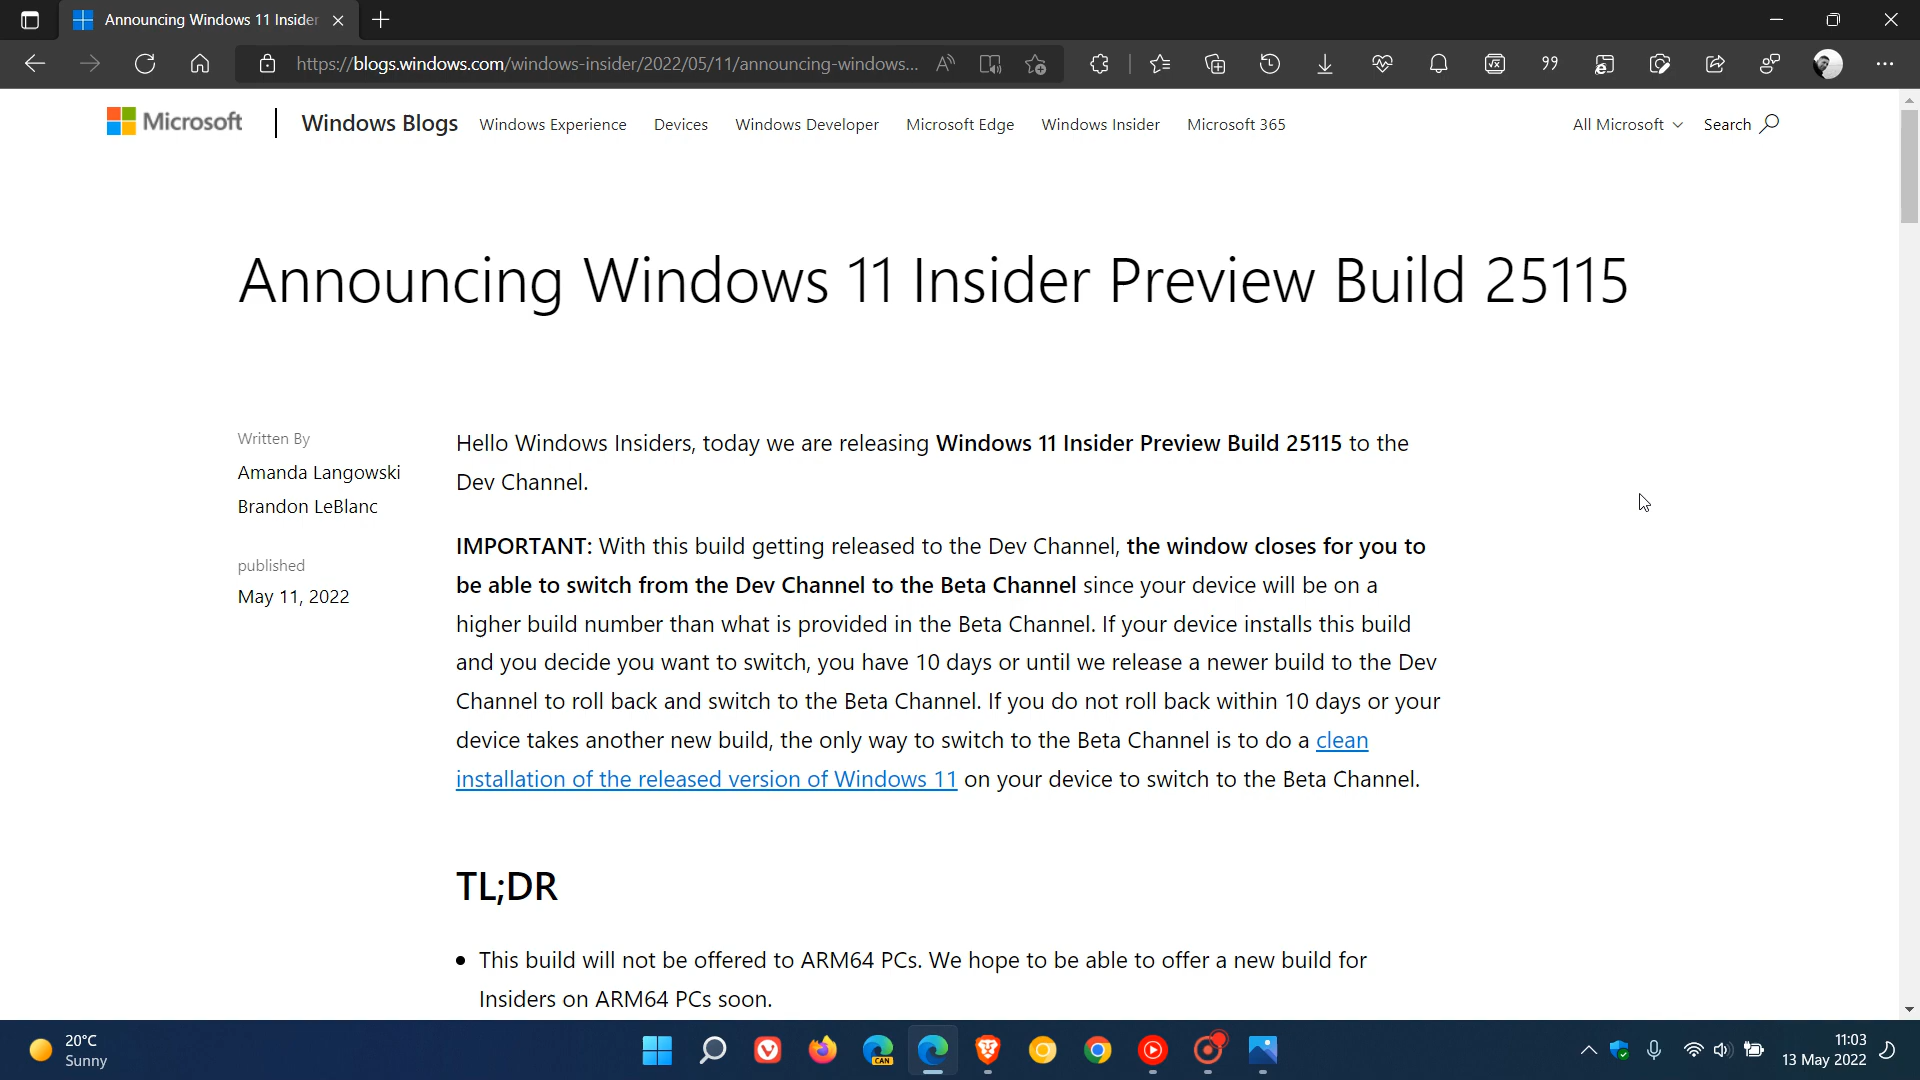 Announcing Windows 11 Insider
https://blogs.windows.com/windows-insider/2022/05/11/announcing-windows...
Microsoft
Windows Blogs
Windows Experience
Devices
Windows Developer
Microsoft Edge
Windows Insider
Microsoft 365
All Microsoft
Search
Announcing Windows 11 Insider Preview Build 25115
Written By
Amanda Langowski
Brandon LeBlanc
published
May 11, 2022
Hello Windows Insiders, today we are releasing Windows 11 Insider Preview Build 25115 to the
Dev Channel.
IMPORTANT: With this build getting released to the Dev Channel, the window closes for you to
be able to switch from the Dev Channel to the Beta Channel since your device will be on a
higher build number than what is provided in the Beta Channel. If your device installs this build
and you decide you want to switch, you have 10 days or until we release a newer build to the Dev
Channel to roll back and switch to the Beta Channel. If you do not roll back within 10 days or your
device takes another new build, the only way to switch to the Beta Channel is to do a clean
installation of the released version of Windows 11 on your device to switch to the Beta Channel.
TL;DR
• This build will not be offered to ARM64 PCs. We hope to be able to offer a new build for
Insiders on ARM64 PCs soon.
20°C
Sunny
CAN
11:03
13 May 2022